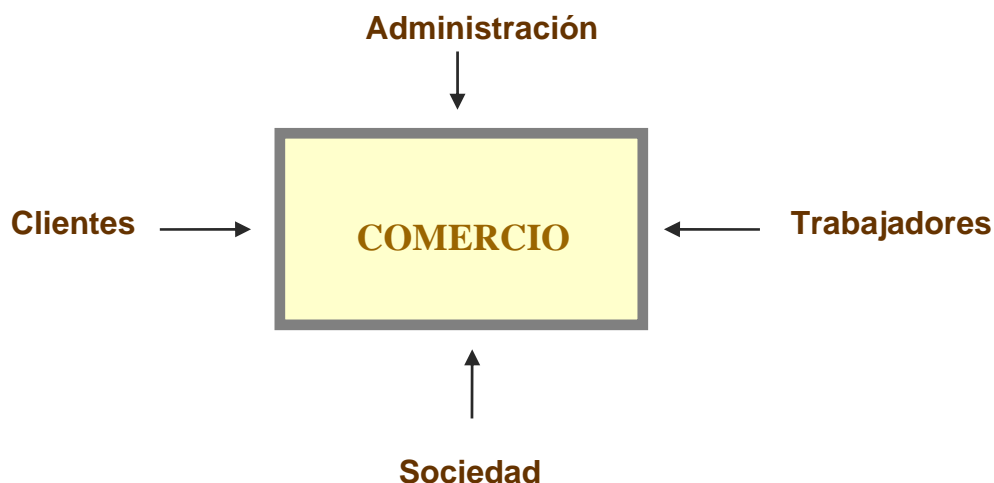 Administración
Clientes
COMERCIO
Trabajadores
Sociedad